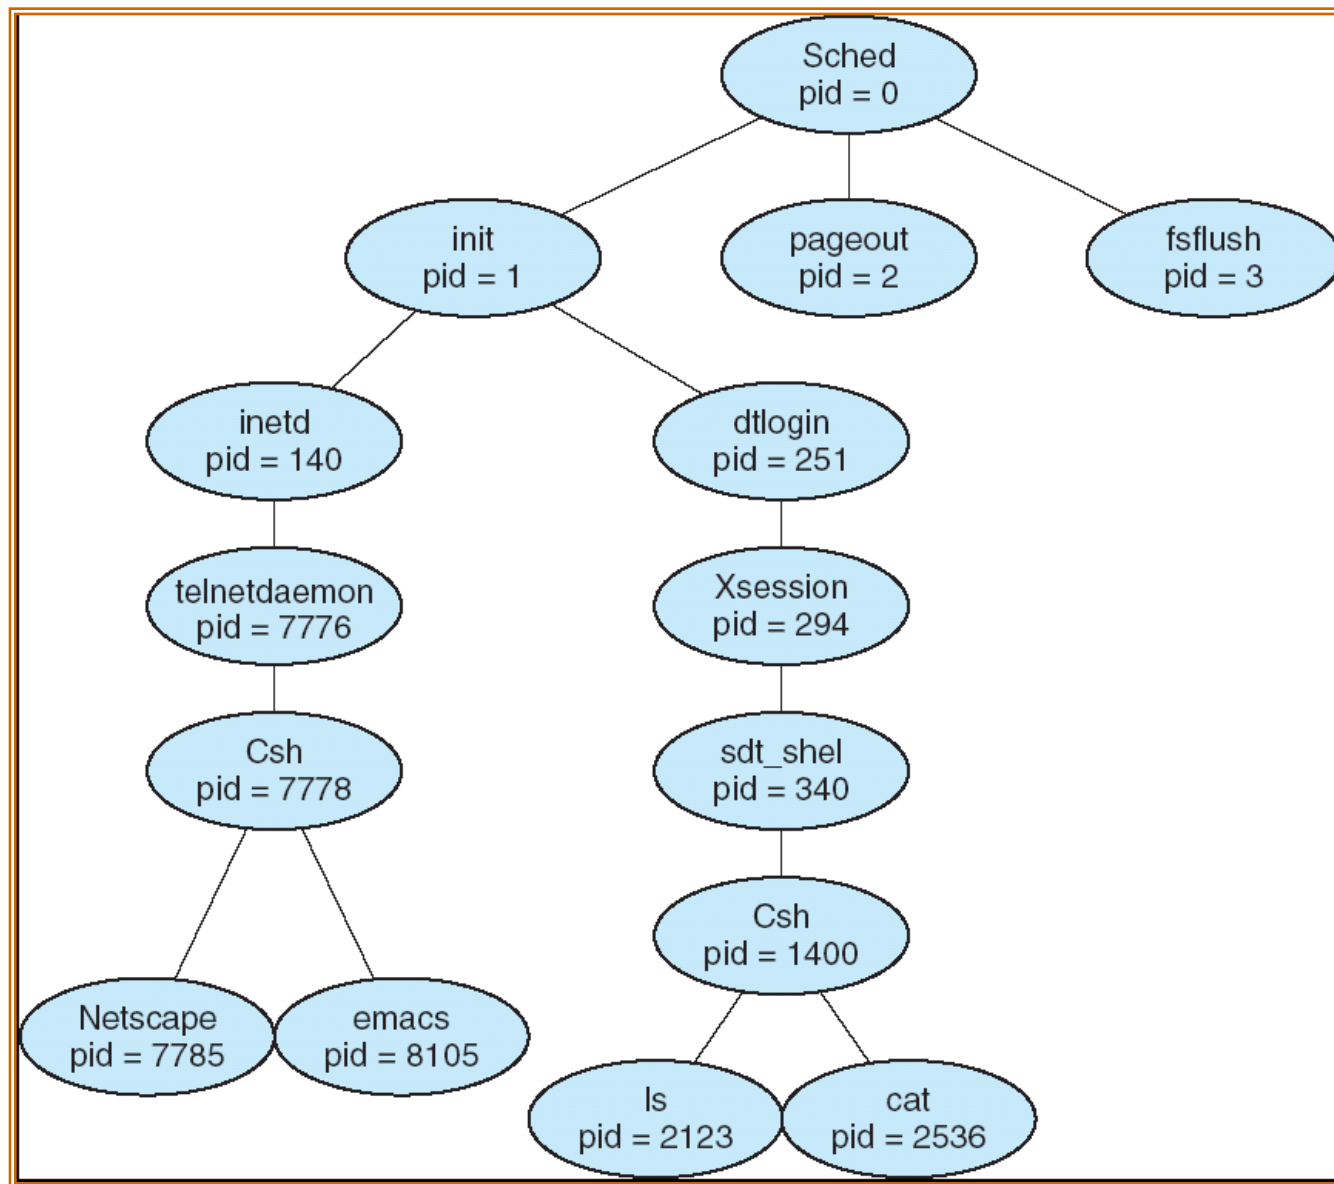 Sched
pid = 0
init
pid = 1
pageout
pid = 2
fsflush
pid = 3
inetd
pid = 140
dtlogin
pid = 251
telnetdaemon
pid = 7776
Xsession
pid = 294
Csh
pid = 7778
sdt_shel
pid = 340
Csh
pid = 1400
Netscape
pid = 7785
emacs
pid = 8105
ls
pid = 2123
cat
pid = 2536